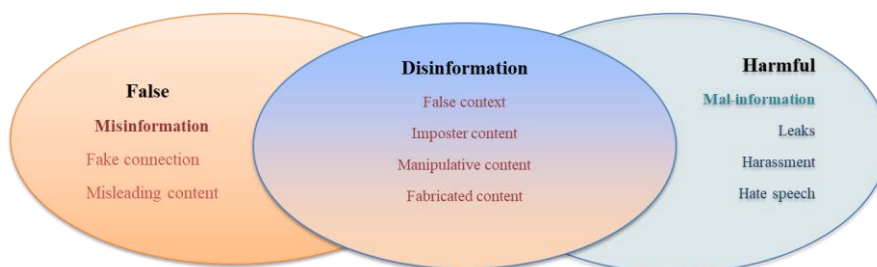 False
Misinformation
Fake connection
Misleading content
Disinformation
False context
Imposter content
Manipulative content
Fabricated content
Harmful
Mal-information
Leaks
Harassment
Hate speech